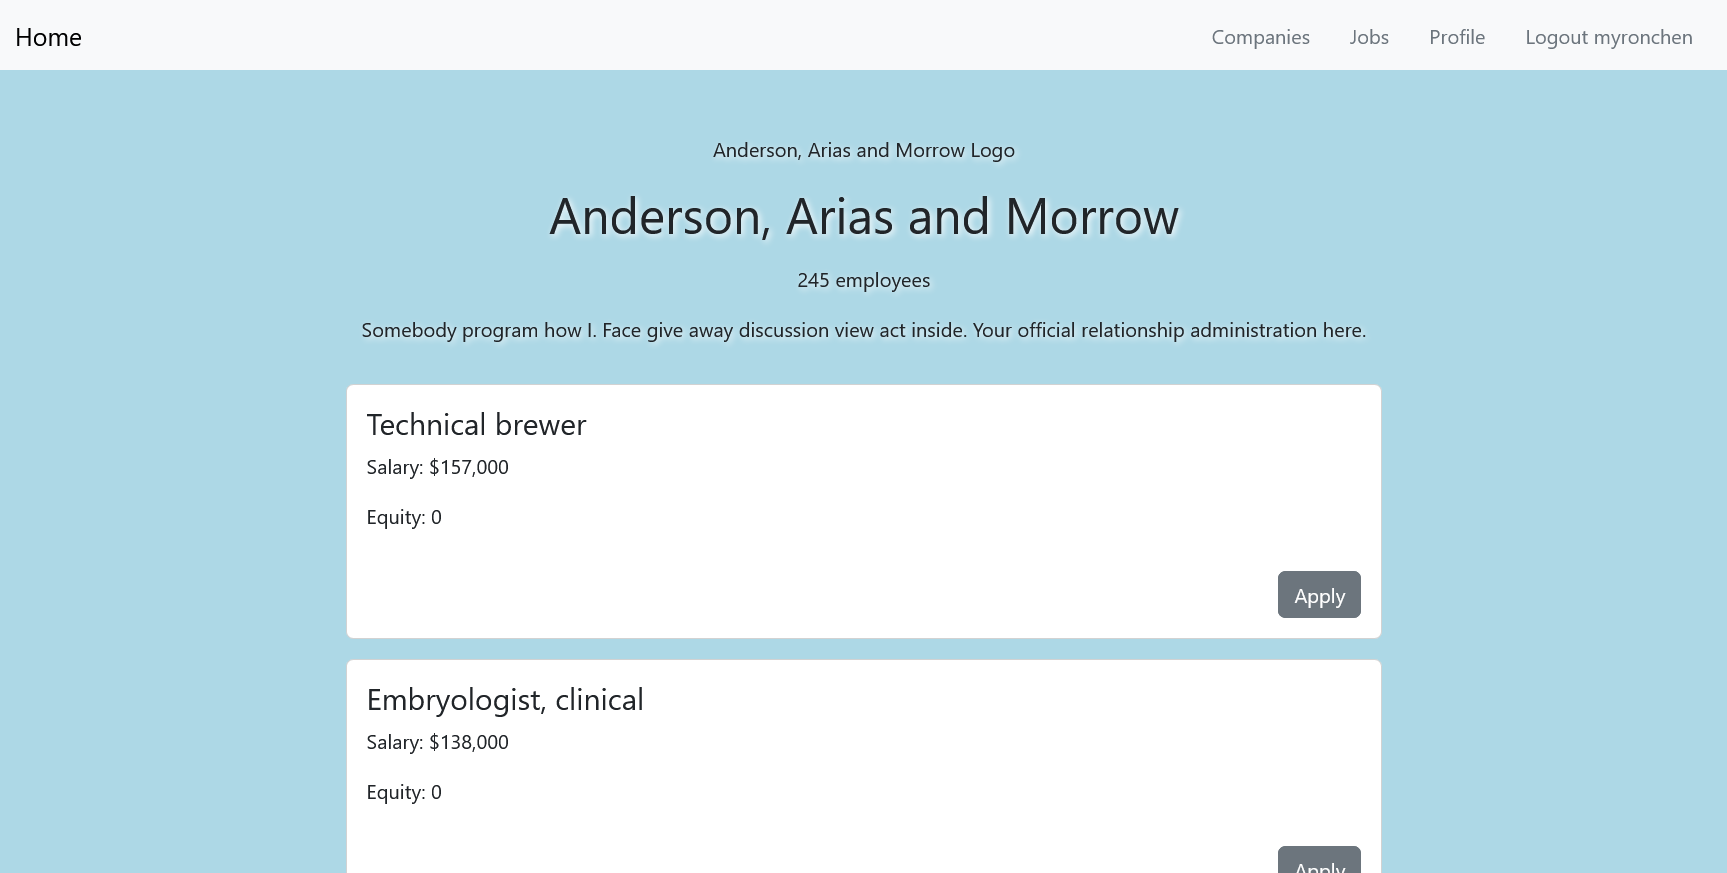 Home
Companies
Jobs
Profile
Logout myronchen
Anderson, Arias and Morrow Logo
Anderson, Arias and Morrow
245 employees
Somebody program how I. Face give away discussion view act inside. Your official relationship administration here.
Technical brewer
Salary: $157,000
Equity: 0
Apply
Embryologist, clinical
Salary: $138,000
Equity: 0
Apply